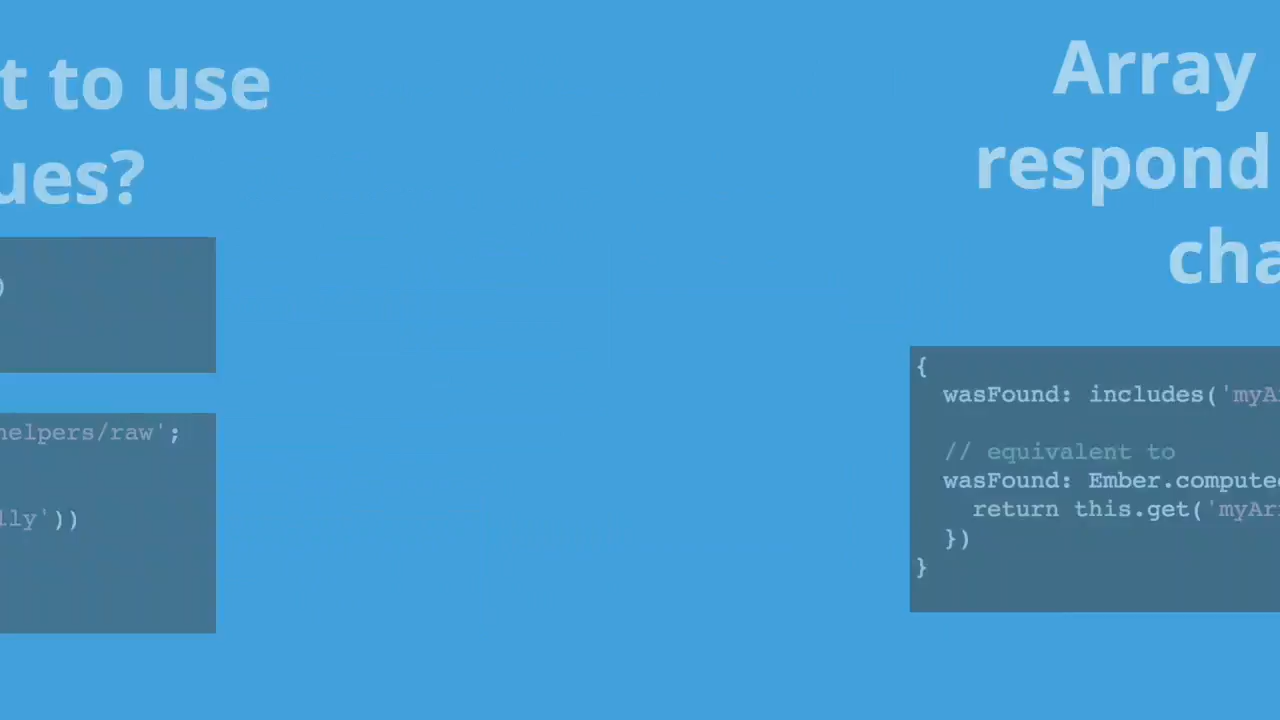 t to use
ues?
)
helpers/raw';
lly'))
Array
respond
cha
{
wasFound: includes('myA
// equivalent to
wasFound: Ember.compute
return this.get('myAr
})
}